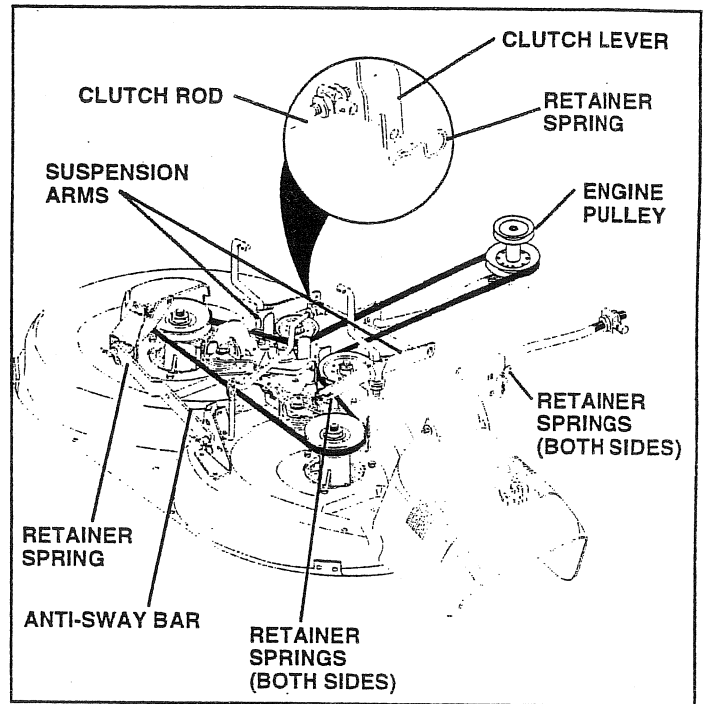 CLUTCH LEVER
CLUTCH ROD
RETAINER
SPRING
SUSPENSION
ARMS
ENGINE
PULLEY
RETAINER
SPRINGS
(BOTH SIDES)
RETAINER
SPRING
ANTI-SWAY BAR
RETAINER
SPRINGS
(BOTH SIDES)